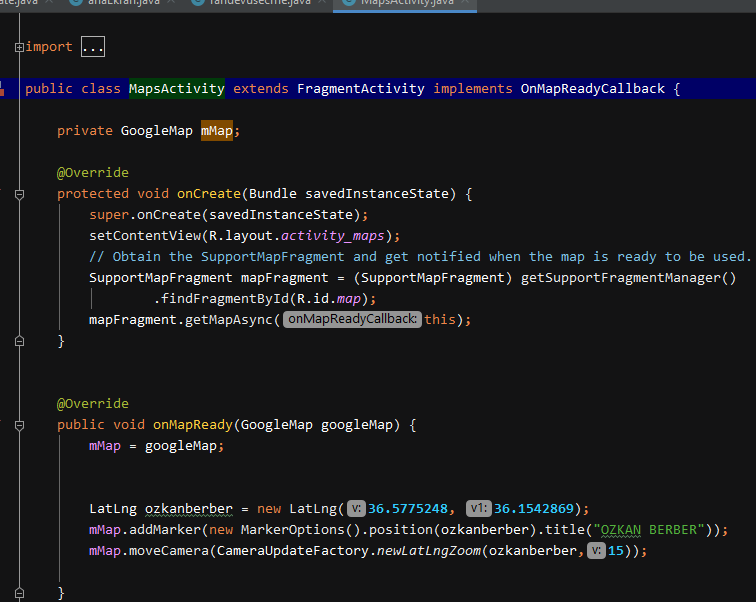 ate.java anaEkran.java randevusecme.java MapsActivity.java
import ...
public class MapsActivity extends FragmentActivity implements OnMapReadyCallback {
private GoogleMap mMap;
@Override
protected void onCreate(Bundle savedInstanceState) {
super.onCreate(savedInstanceState);
setContentView(R.layout.activity_maps);
// Obtain the SupportMapFragment and get notified when the map is ready to be used.
SupportMapFragment mapFragment = (SupportMapFragment) getSupportFragmentManager()
.findFragmentById(R.id.map);
mapFragment.getMapAsync( onMapReadyCallback: this);
}
@Override
public void onMapReady(GoogleMap googleMap) {
mMap = googleMap;
LatLng ozkanberber = new LatLng( v: 36.5775248, v1: 36.1542869);
mMap.addMarker(new MarkerOptions().position(ozkanberber).title("OZKAN BERBER"));
mMap.moveCamera(CameraUpdateFactory.newLatLngZoom(ozkanberber, v: 15));
}